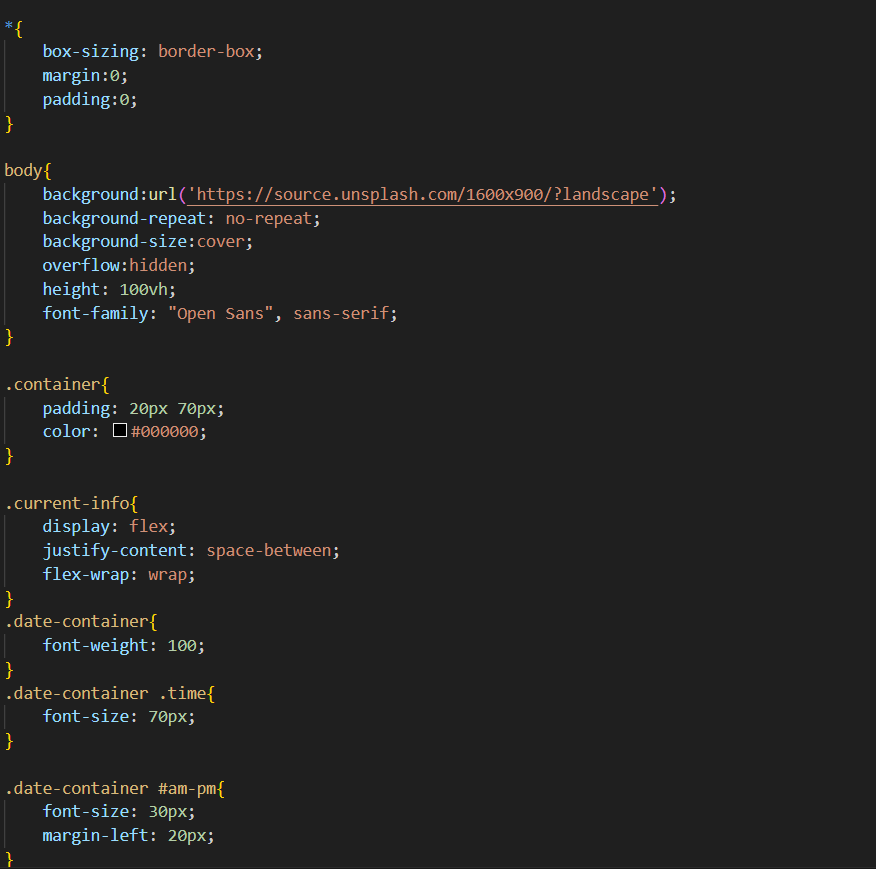 *{
    box-sizing: border-box;
    margin:0;
    padding:0;
}

body{
    background:url('https://source.unsplash.com/1600x900/?landscape');
    background-repeat: no-repeat;
    background-size:cover;
    overflow:hidden;
    height: 100vh;
    font-family: "Open Sans", sans-serif;
}

.container{
    padding: 20px 70px;
    color: #000000;
}

.current-info{
    display: flex;
    justify-content: space-between;
    flex-wrap: wrap;
}
.date-container{
    font-weight: 100;
}
.date-container .time{
    font-size: 70px;
}

.date-container #am-pm{
    font-size: 30px;
    margin-left: 20px;
}